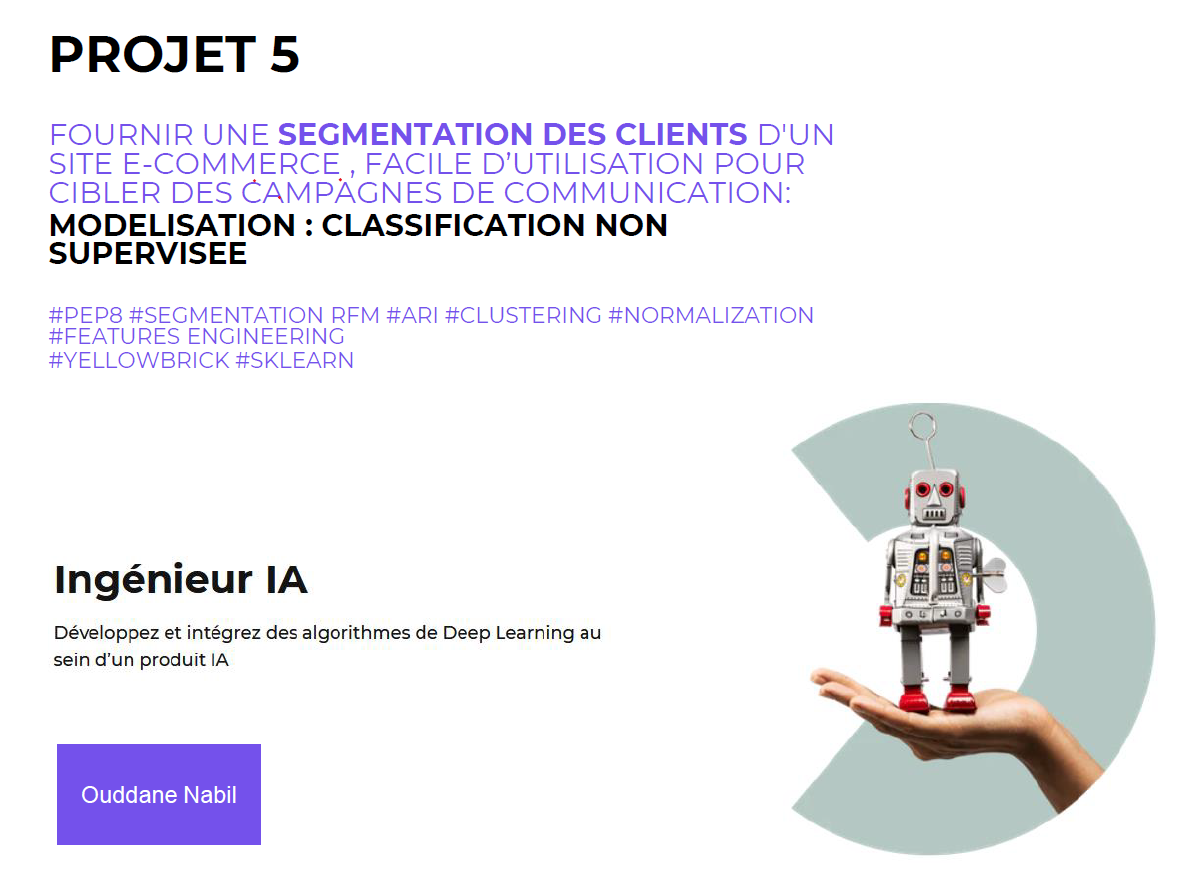 PROJET 5
FOURNIR UNE SEGMENTATION DES CLIENTS D'UN
SITE E-COMMERCE , FACILE D’UTILISATION POUR
CIBLER DES CAMPAGNES DE COMMUNICATION:
MODELISATION : CLASSIFICATION NON
SUPERVISEE
#PEP8 #SEGMENTATION RFM #ARI #CLUSTERING #NORMALIZATION
#FEATURES ENGINEERING
#YELLOWBRICK #SKLEARN
Ingénieur IA
Développez et intégrez des algorithmes de Deep Learning au
sein d’un produit IA
Ouddane Nabil